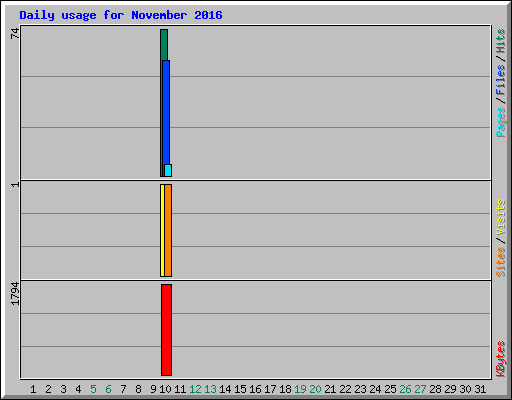 Daily usage for November 2016
74
1
1794
Pages/Files/Hits
Sites/Visits
KBytes
1 2 3 4 5 6 7 8 9 10 11 12 13 14 15 16 17 18 19 20 21 22 23 24 25 26 27 28 29 30 31